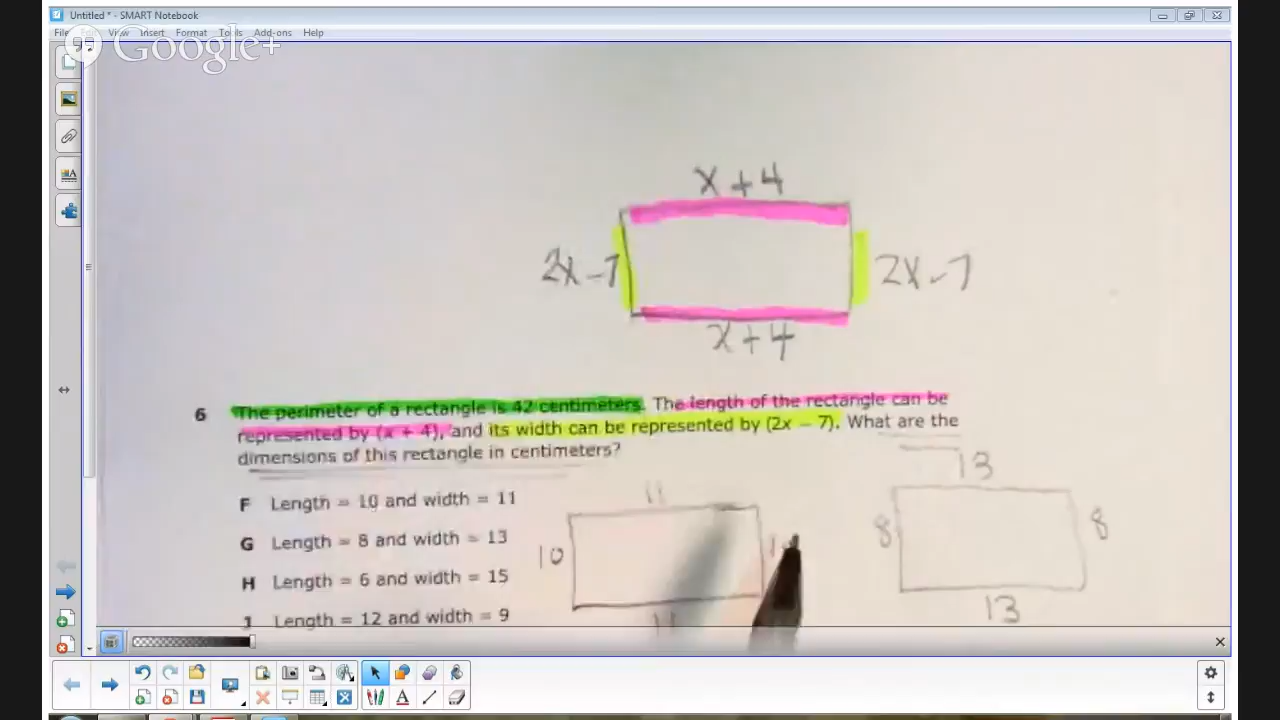 Untitled * - SMART Notebook
File Edit View Insert Format Tools Add-ons Help
Google+
x + 4
2x - 7
2x - 7
x + 4
6 The perimeter of a rectangle is 42 centimeters. The length of the rectangle can be
represented by (x + 4), and its width can be represented by (2x − 7). What are the
dimensions of this rectangle in centimeters?
F Length = 10 and width = 11
G Length = 8 and width = 13
H Length = 6 and width = 15
J Length = 12 and width = 9
11
10
11
13
8
8
13